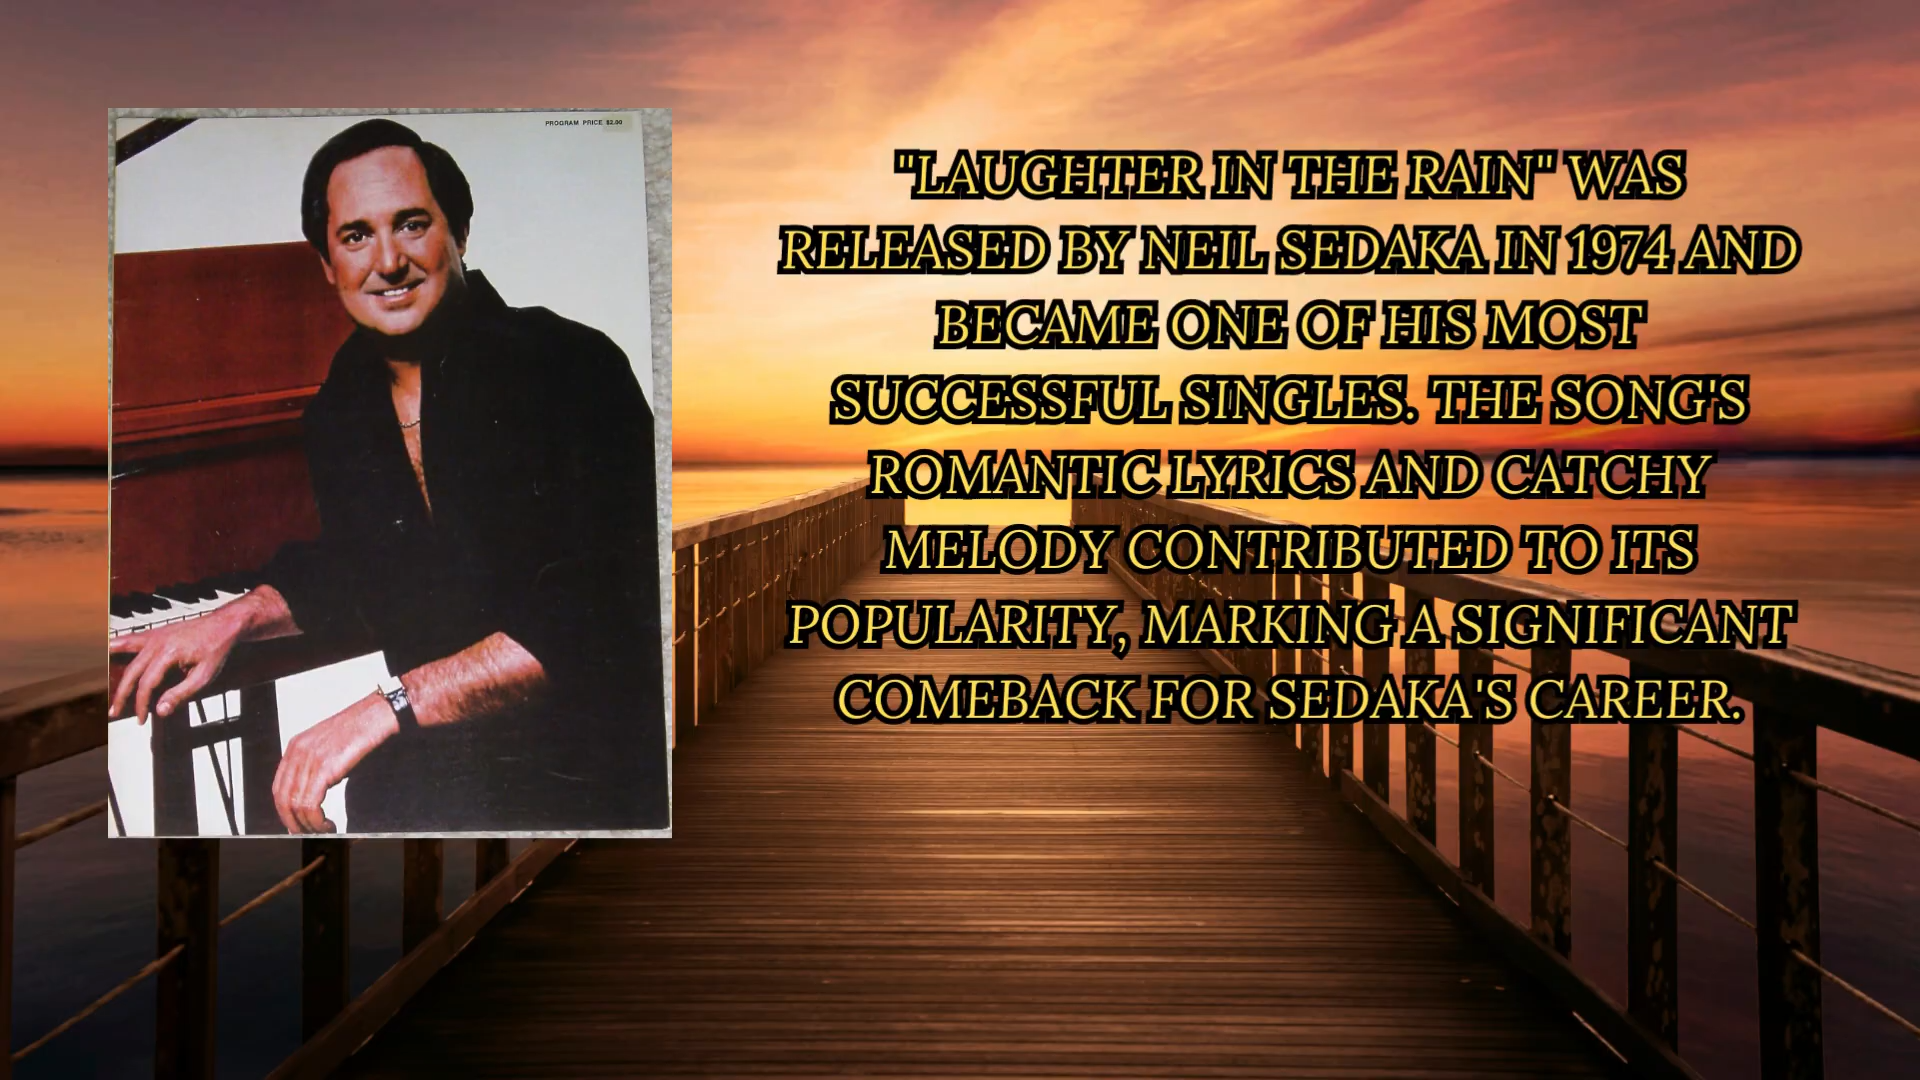 PROGRAM PRICE $2.00
"LAUGHTER IN THE RAIN" WAS
RELEASED BY NEIL SEDAKA IN 1974 AND
BECAME ONE OF HIS MOST
SUCCESSFUL SINGLES. THE SONG'S
ROMANTIC LYRICS AND CATCHY
MELODY CONTRIBUTED TO ITS
POPULARITY, MARKING A SIGNIFICANT
COMEBACK FOR SEDAKA'S CAREER.